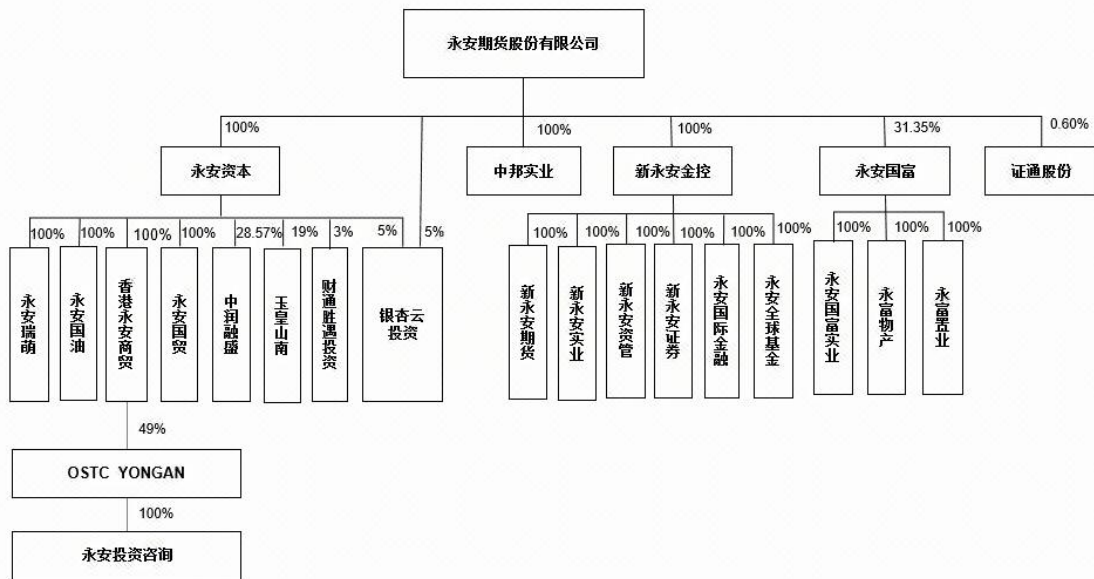 永安期货股份有限公司
100%
100%
100%
31.35%
0.60%
永安资本
中邦实业
新永安金控
永安国富
证通股份
100%
100%
100%
100%
28.57%
19%
3%
5%
5%
100%
100%
100%
100%
100%
100%
100%
100%
100%
永安瑞萌
永安国油
香港永安商贸
永安国贸
中润融盛
玉皇山南
财通胜遇投资
银杏云
投资
新永安期货
新永安实业
新永安资管
新永安证券
永安国际金融
永安全球基金
永安国富实业
永富物产
永富置业
49%
OSTC YONGAN
100%
永安投资咨询